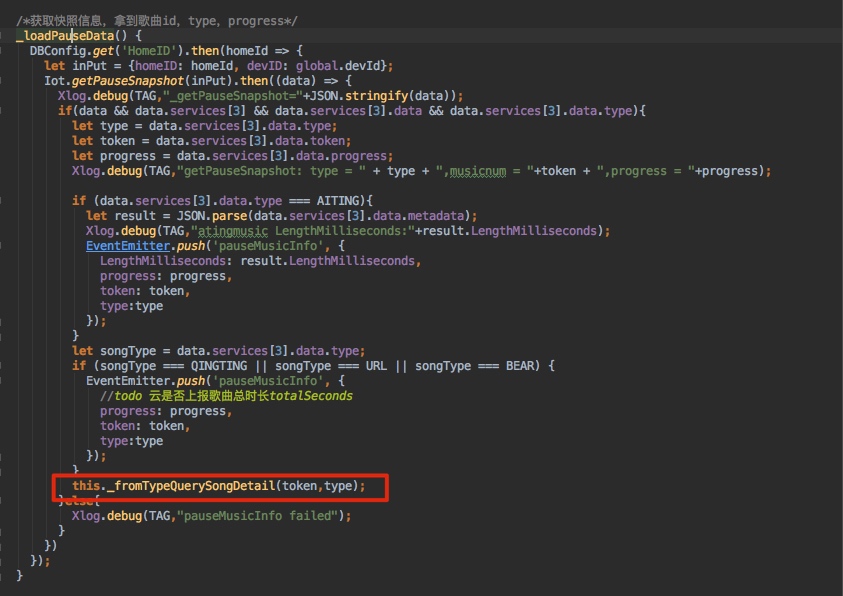 /*获取快照信息，拿到歌曲id，type，progress*/
_loadPauseData() {
DBConfig.get('HomeID').then(homeId => {
let inPut = {homeID: homeId, devID: global.devId};
Iot.getPauseSnapshot(inPut).then((data) => {
Xlog.debug(TAG,"_getPauseSnapshot="+JSON.stringify(data));
if(data && data.services[3] && data.services[3].data && data.services[3].data.type){
let type = data.services[3].data.type;
let token = data.services[3].data.token;
let progress = data.services[3].data.progress;
Xlog.debug(TAG,"getPauseSnapshot: type = " + type + ",musicnum = "+token + ",progress = "+progress);
if (data.services[3].data.type === AITING){
let result = JSON.parse(data.services[3].data.metadata);
Xlog.debug(TAG,"atingmusic LengthMilliseconds:"+result.LengthMilliseconds);
EventEmitter.push('pauseMusicInfo', {
LengthMilliseconds: result.LengthMilliseconds,
progress: progress,
token: token,
type:type
});
}
let songType = data.services[3].data.type;
if (songType === QINGTING || songType === URL || songType === BEAR) {
EventEmitter.push('pauseMusicInfo', {
//todo 云是否上报歌曲总时长totalSeconds
progress: progress,
token: token,
type:type
});
}
this._fromTypeQuerySongDetail(token,type);
}else{
Xlog.debug(TAG,"pauseMusicInfo failed");
}
})
});
}